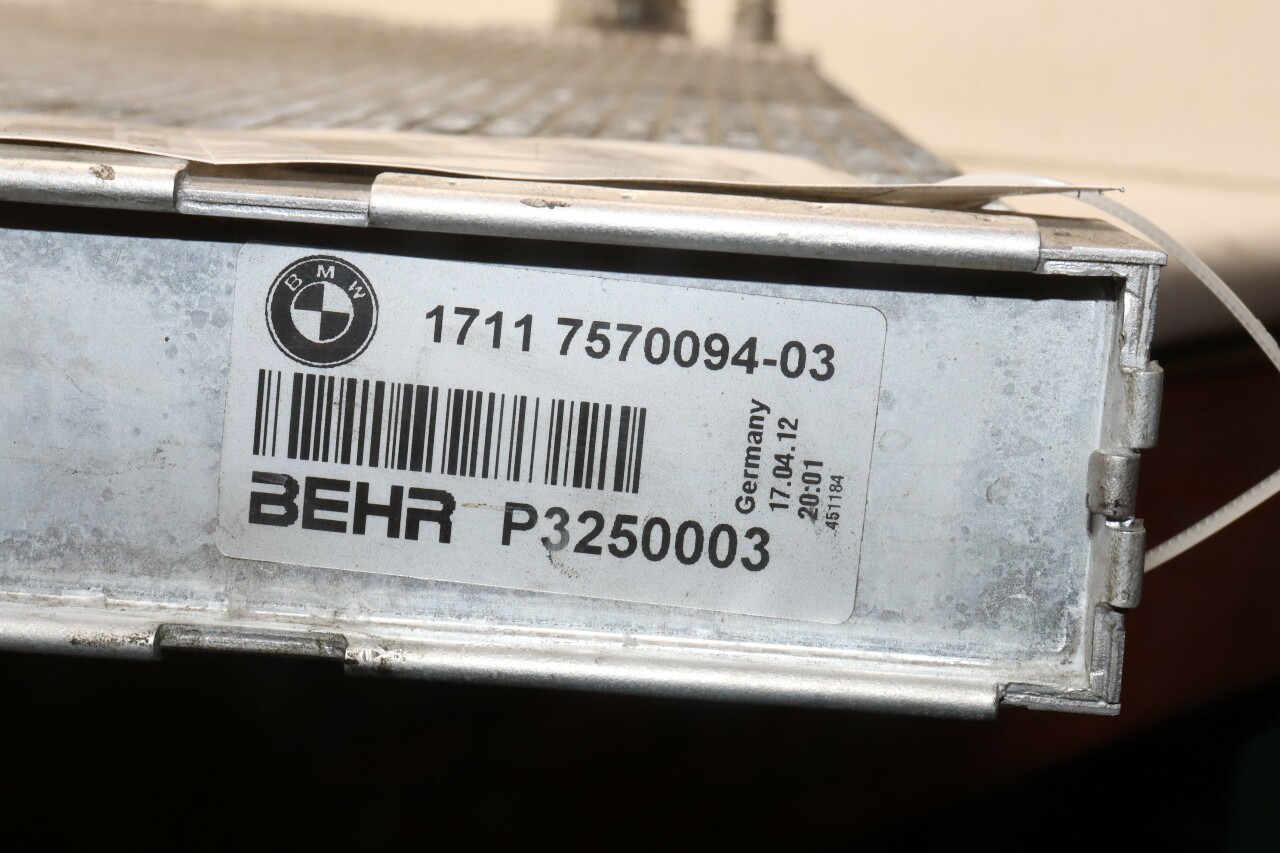 BMW
1711 7570094-03
BEHR P3250003
Germany
17.04.12
20:01
451184